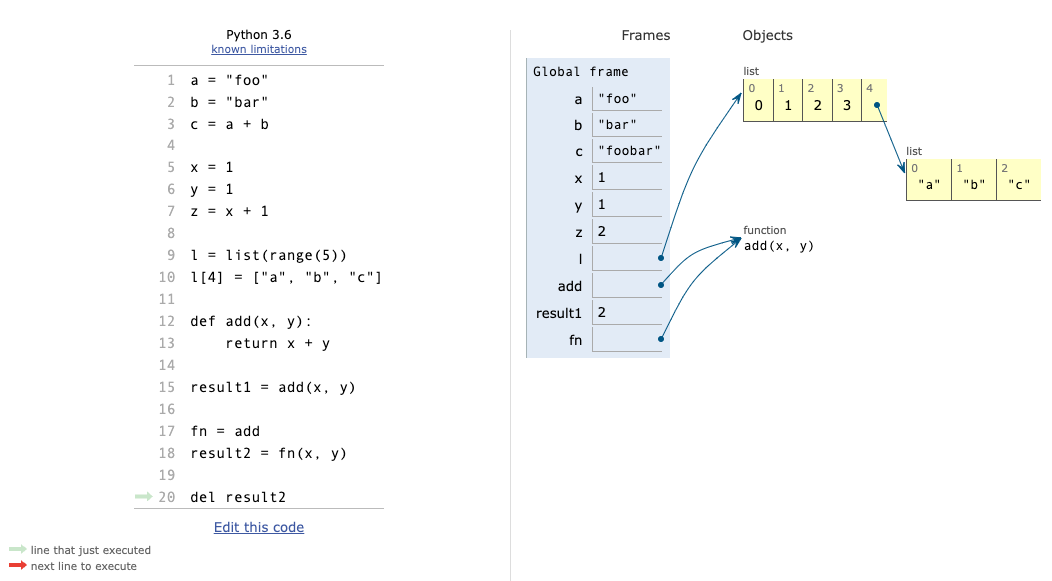 Python 3.6
known limitations
1 a = "foo"
2 b = "bar"
3 c = a + b
4
5 x = 1
6 y = 1
7 z = x + 1
8
9 l = list(range(5))
10 l[4] = ["a", "b", "c"]
11
12 def add(x, y):
13     return x + y
14
15 result1 = add(x, y)
16
17 fn = add
18 result2 = fn(x, y)
19
20 del result2
Edit this code
line that just executed
next line to execute
Frames
Objects
Global frame
a "foo"
b "bar"
c "foobar"
x 1
y 1
z 2
l
add
result1 2
fn
list
0 1 2 3 4
0 1 2 3
list
0 1 2
"a" "b" "c"
function
add(x, y)